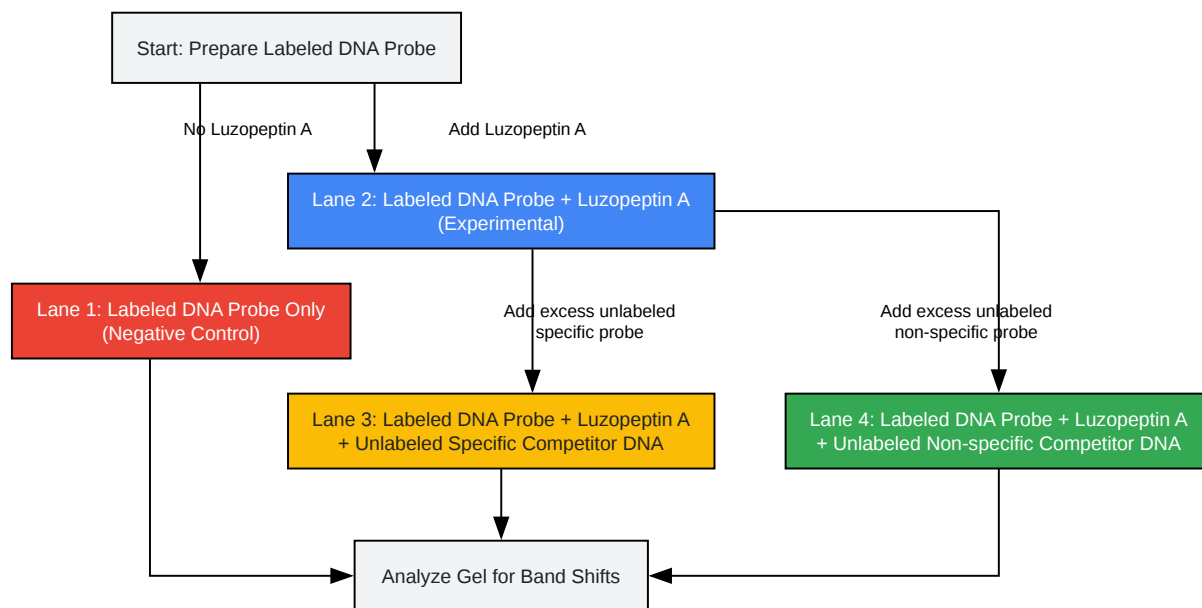 Start: Prepare Labeled DNA Probe
No Luzopeptin A
Add Luzopeptin A
Lane 2: Labeled DNA Probe + Luzopeptin A
(Experimental)
Lane 1: Labeled DNA Probe Only
(Negative Control)
Add excess unlabeled
specific probe
Add excess unlabeled
non-specific probe
Lane 3: Labeled DNA Probe + Luzopeptin A
+ Unlabeled Specific Competitor DNA
Lane 4: Labeled DNA Probe + Luzopeptin A
+ Unlabeled Non-specific Competitor DNA
Analyze Gel for Band Shifts